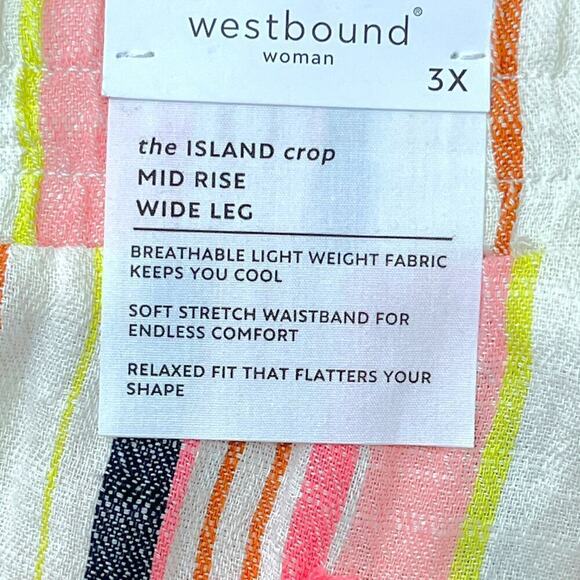 westbound®
woman
3X
the ISLAND crop
MID RISE
WIDE LEG
BREATHABLE LIGHT WEIGHT FABRIC
KEEPS YOU COOL
SOFT STRETCH WAISTBAND FOR
ENDLESS COMFORT
RELAXED FIT THAT FLATTERS YOUR
SHAPE